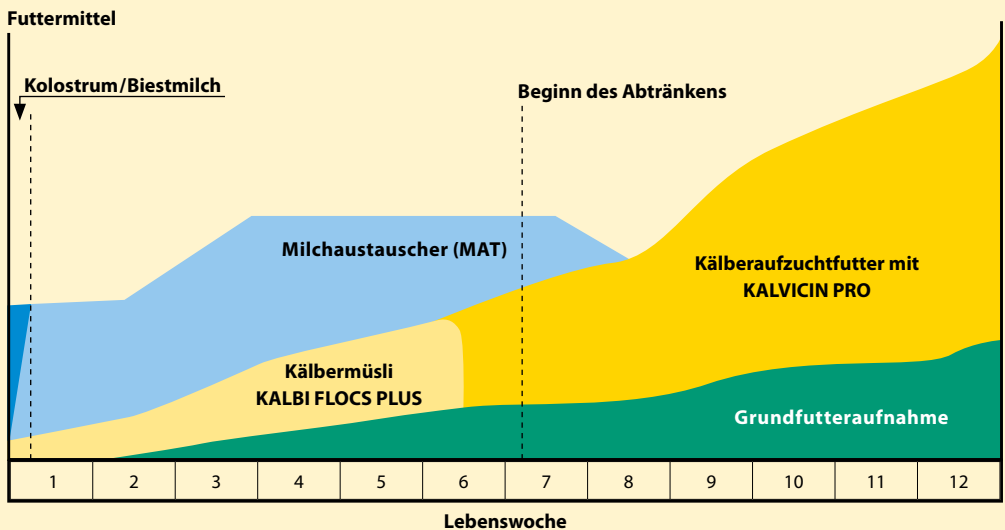 Futtermittel
Kolostrum/Biestmilch
Beginn des Abtränkens
Milchaustauscher (MAT)
Kälberaufzuchtfutter mit
KALVICIN PRO
Kälbermüsli
KALBI FLOCS PLUS
Grundfutteraufnahme
1 2 3 4 5 6 7 8 9 10 11 12
Lebenswoche